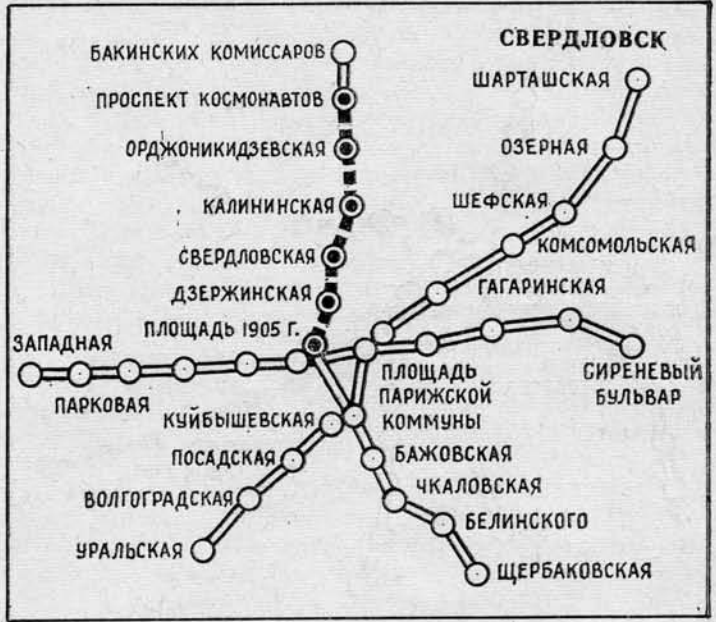 СВЕРДЛОВСК
БАКИНСКИХ КОМИССАРОВ
ПРОСПЕКТ КОСМОНАВТОВ
ОРДЖОНИКИДЗЕВСКАЯ
КАЛИНИНСКАЯ
СВЕРДЛОВСКАЯ
ДЗЕРЖИНСКАЯ
ПЛОЩАДЬ 1905 Г.
ШАРТАШСКАЯ
ОЗЕРНАЯ
ШЕФСКАЯ
КОМСОМОЛЬСКАЯ
ГАГАРИНСКАЯ
ЗАПАДНАЯ
ПАРКОВАЯ
ПЛОЩАДЬ
ПАРИЖСКОЙ
КОММУНЫ
СИРЕНЕВЫЙ
БУЛЬВАР
КУЙБЫШЕВСКАЯ
ПОСАДСКАЯ
ВОЛГОГРАДСКАЯ
УРАЛЬСКАЯ
БАЖОВСКАЯ
ЧКАЛОВСКАЯ
БЕЛИНСКОГО
ЩЕРБАКОВСКАЯ